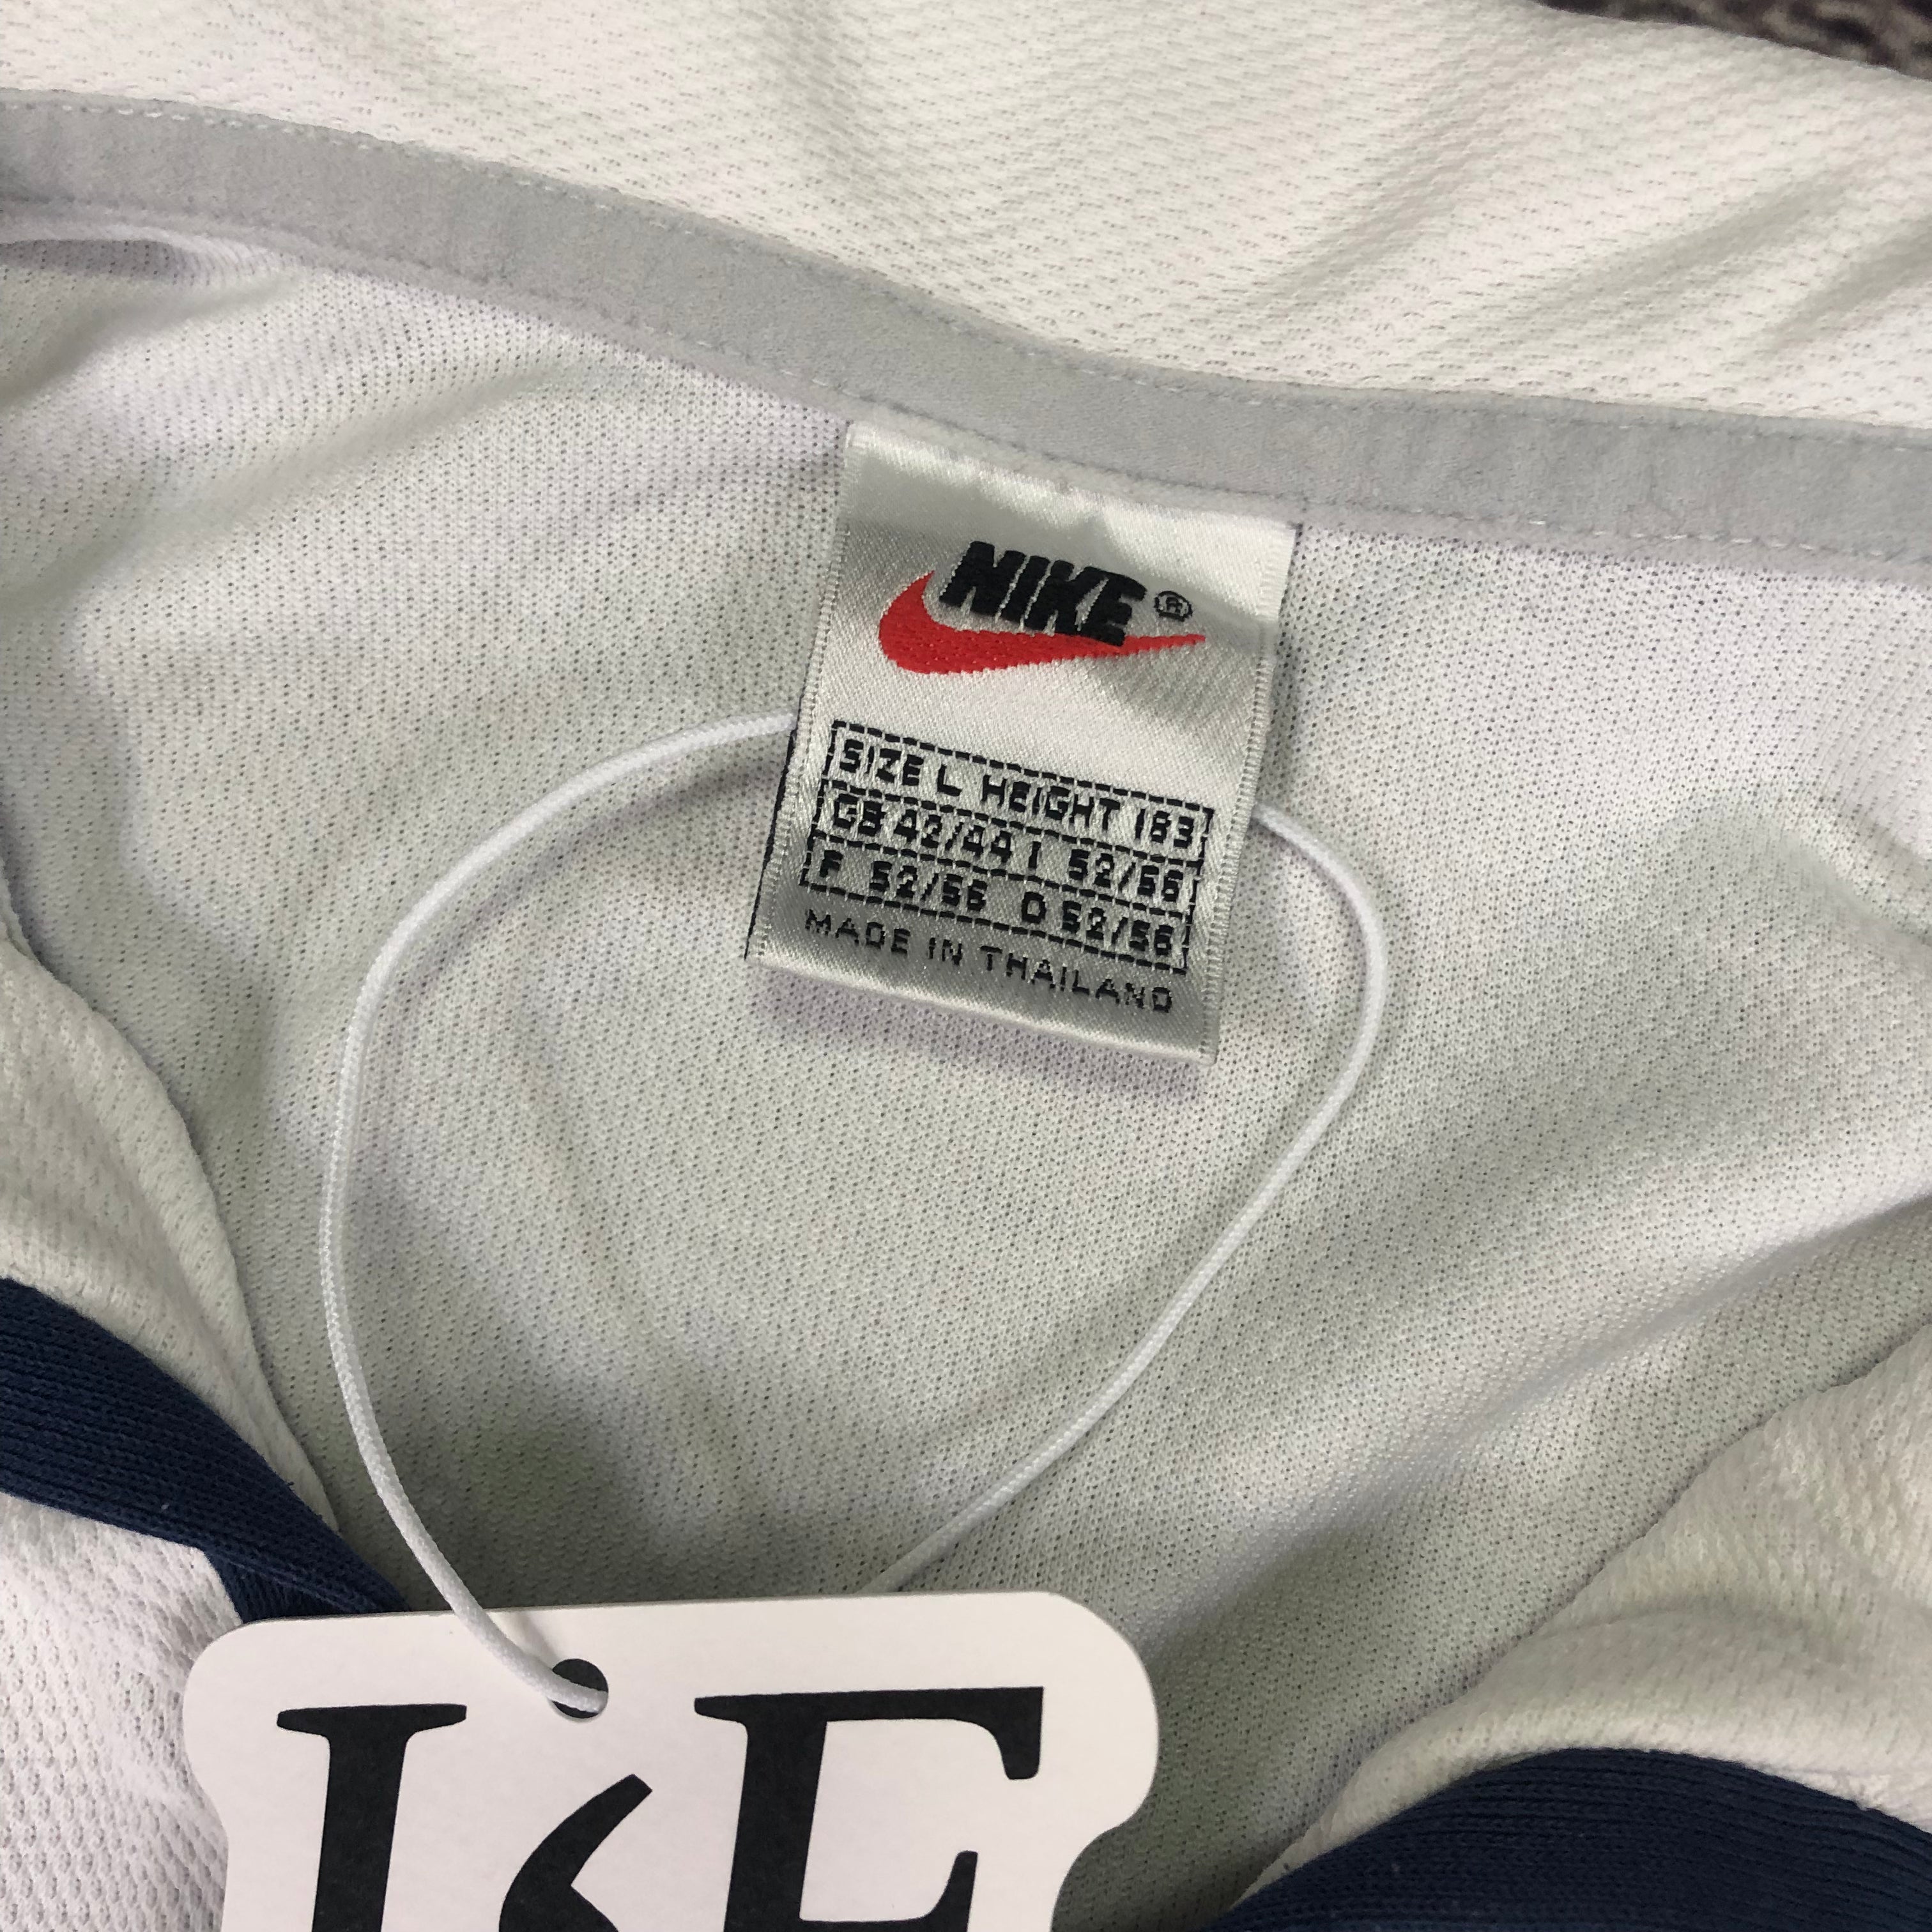 NIKE ®
SIZE L HEIGHT 183
GB 42/44 I 52/56
F 52/56 D 52/56
MADE IN THAILAND